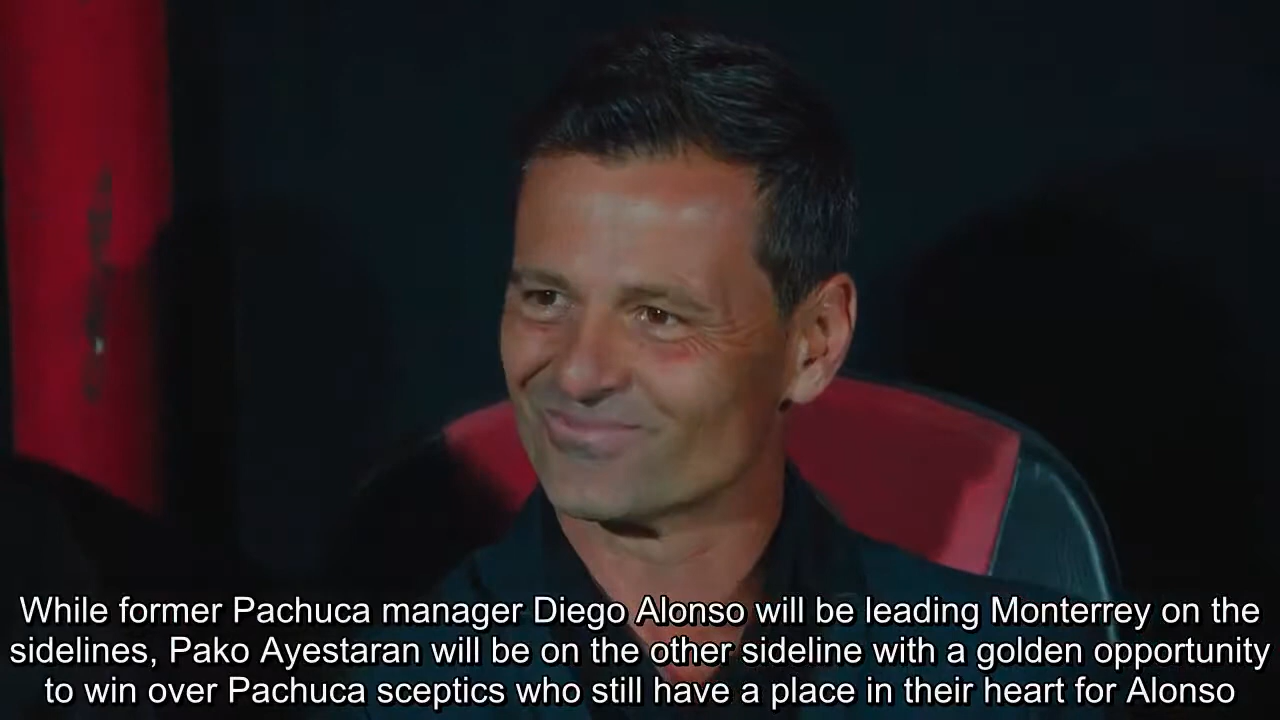 While former Pachuca manager Diego Alonso will be leading Monterrey on the
sidelines, Pako Ayestaran will be on the other sideline with a golden opportunity
to win over Pachuca sceptics who still have a place in their heart for Alonso